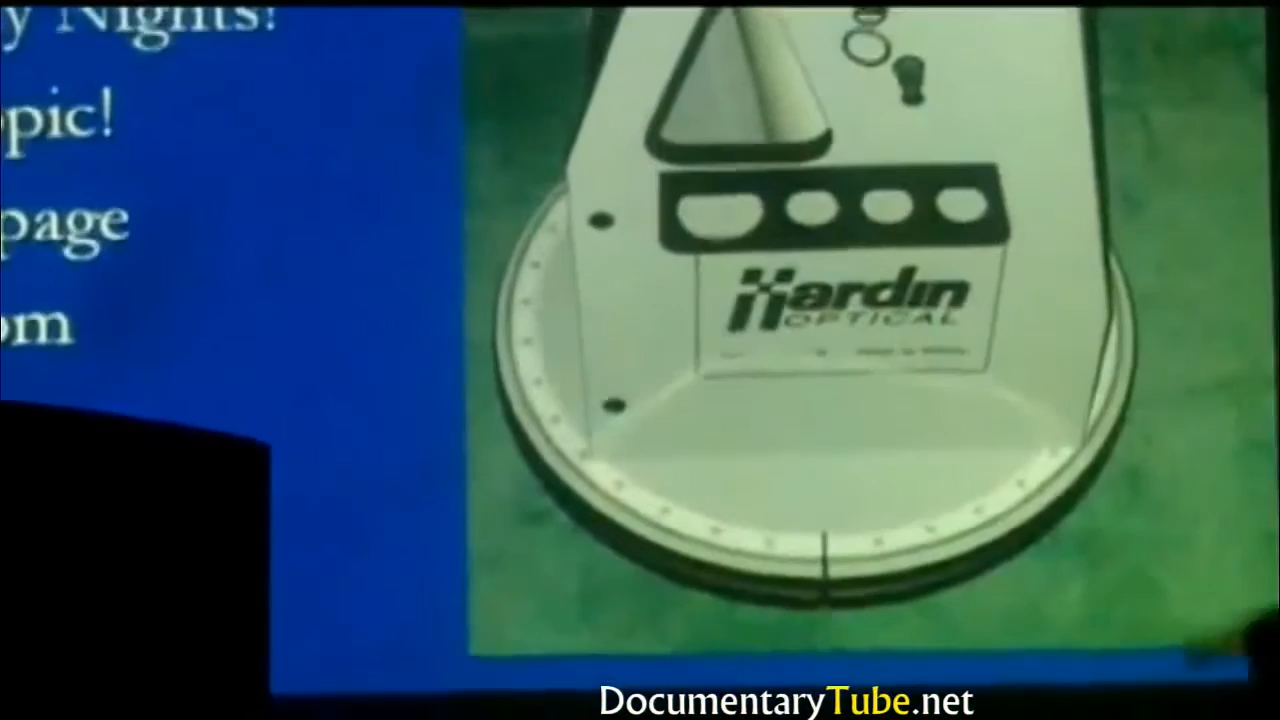 y Nights!
opic!
page
om
Hardin
OPTICAL
DocumentaryTube.net